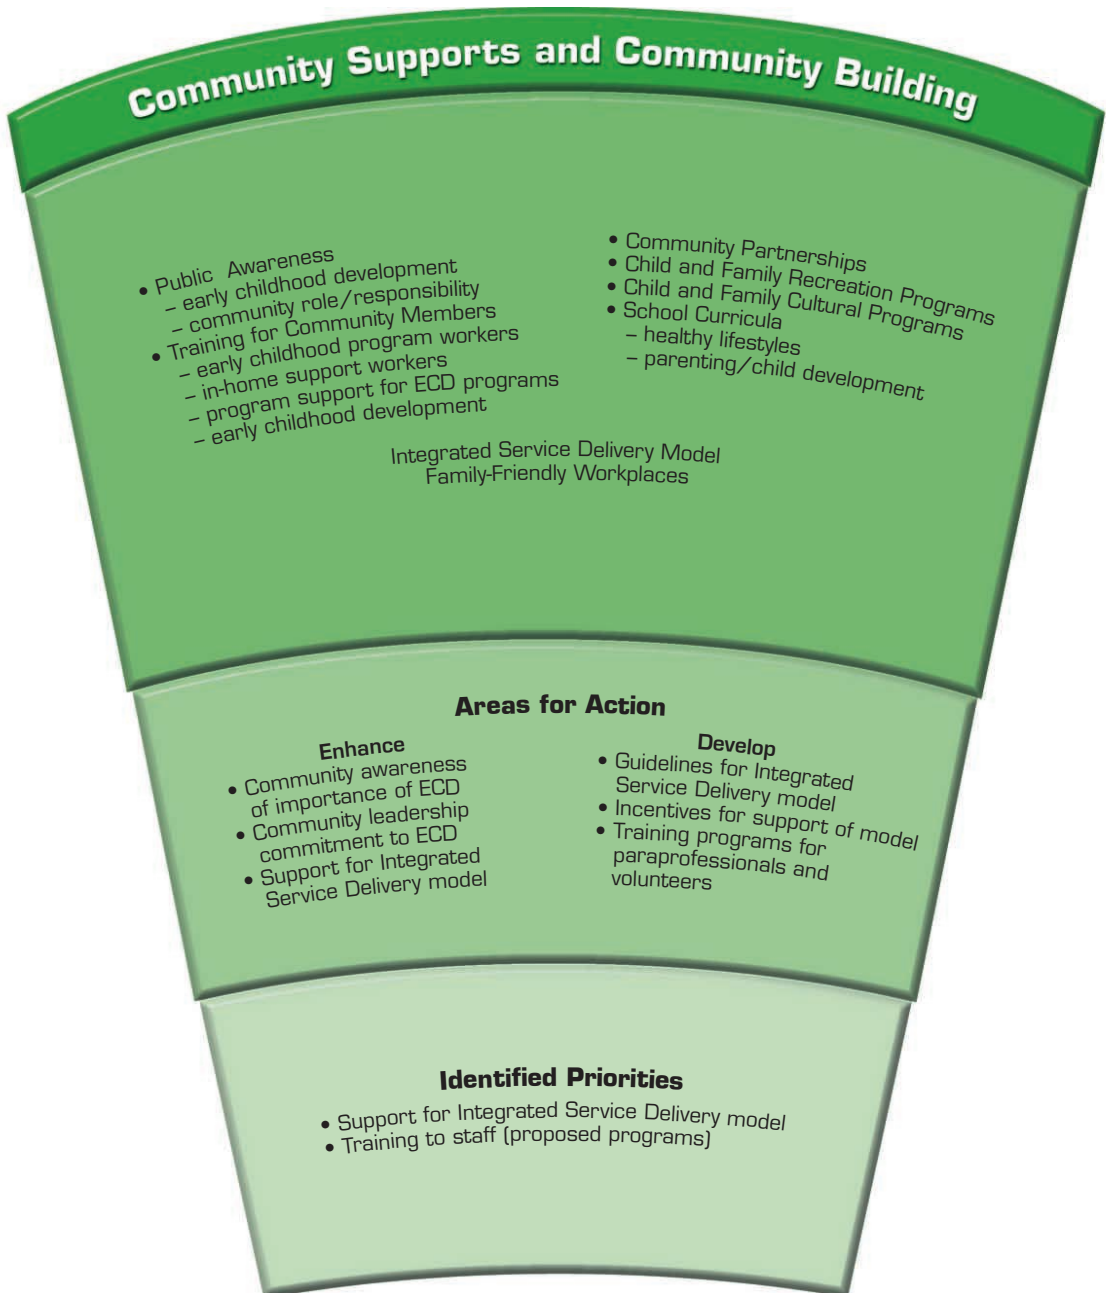 Community Supports and Community Building
• Public Awareness
– early childhood development
– community role/responsibility
• Training for Community Members
– early childhood program workers
– in-home support workers
– program support for ECD programs
– early childhood development
• Community Partnerships
• Child and Family Recreation Programs
• Child and Family Cultural Programs
• School Curricula
– healthy lifestyles
– parenting/child development
Integrated Service Delivery Model
Family-Friendly Workplaces
Areas for Action
Enhance
• Community awareness
of importance of ECD
• Community leadership
commitment to ECD
• Support for Integrated
Service Delivery model
Develop
• Guidelines for Integrated
Service Delivery model
• Incentives for support of model
• Training programs for
paraprofessionals and
volunteers
Identified Priorities
• Support for Integrated Service Delivery model
• Training to staff (proposed programs)